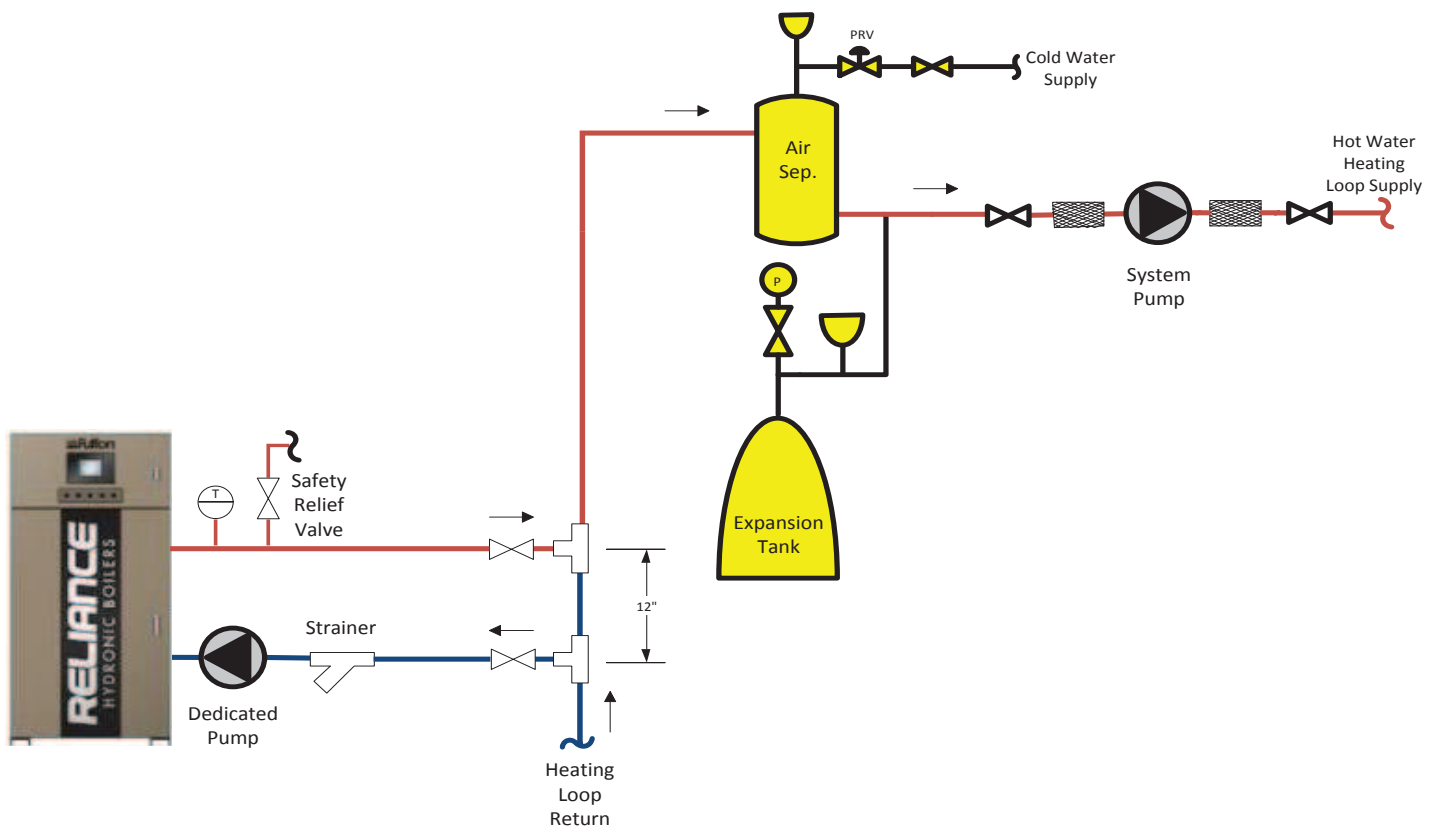 PRV
Cold Water
Supply
Air
Sep.
Hot Water
Heating
Loop Supply
P
System
Pump
Fulton
T
Safety
Relief
Valve
Expansion
Tank
RELIANCE
HYDRONIC BOILERS
12"
Strainer
Dedicated
Pump
Heating
Loop
Return